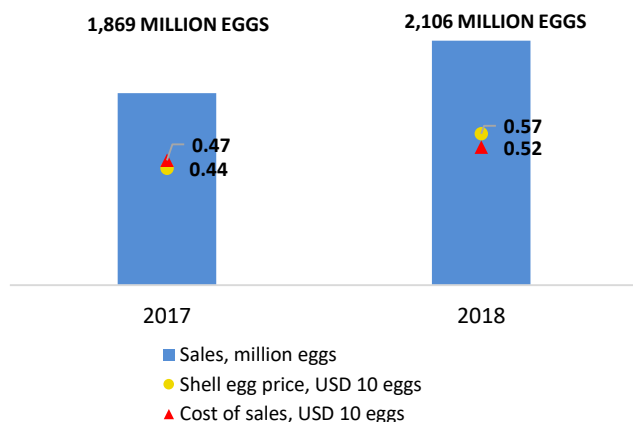 1,869 MILLION EGGS
2,106 MILLION EGGS
0.47
0.44
0.57
0.52
2017
2018
Sales, million eggs
Shell egg price, USD 10 eggs
Cost of sales, USD 10 eggs